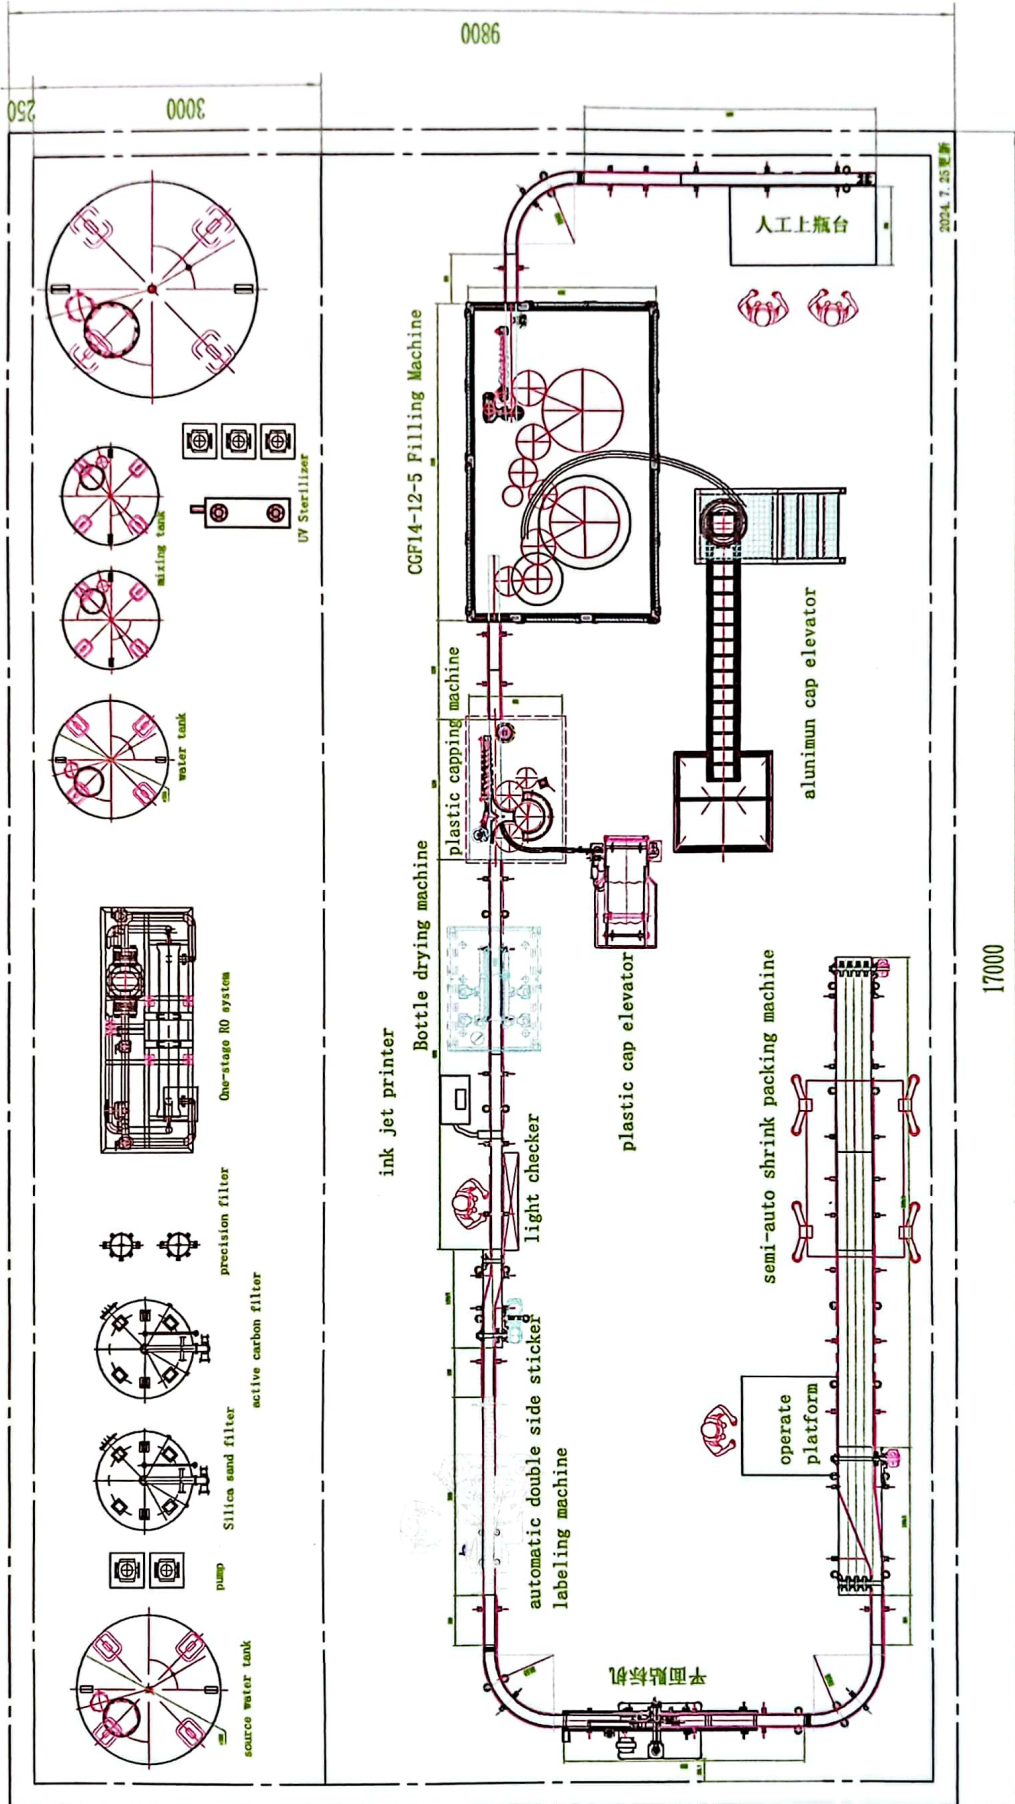 9800
250
3000
2024.7.25更新
人工上瓶台
CGF14-12-5 Filling Machine
UV Sterilizer
mixing tank
water tank
plastic capping machine
alunimun cap elevator
Bottle drying machine
plastic cap elevator
17000
One-stage RO system
ink jet printer
light checker
semi-auto shrink packing machine
precision filter
active carbon filter
Silica sand filter
automatic double side sticker
labeling machine
operate
platform
pump
source water tank
平面贴标机